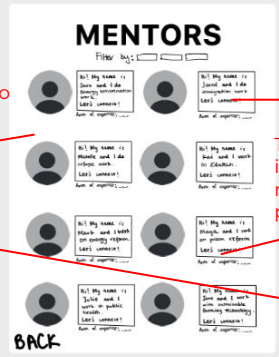 MENTORS
Filter by:
Hi! My name is
Sara and I do
energy conservation
work.
Let's connect!
Area of expertise:
Hi! My name is
Jared and I do
immigration work
Let's connect!
Area of expertise:
Hi! My name is
Michelle and I do
refugee work.
Let's connect!
Area of expertise:
Hi! My name is
Kai and I work
in Education.
Let's connect!
Area of expertise:
Hi! My name is
Mark and I work
on energy reform
Let's connect!
Area of expertise:
Hi! My name is
Maya and I work
on prison reform
Let's connect!
Area of expertise:
Hi! My name is
Julie and I
work in public
health.
Let's connect!
Area of expertise:
Hi! My name is
and I work
with sustainable
farming technology.
Let's connect!
Area of expertise:
BACK